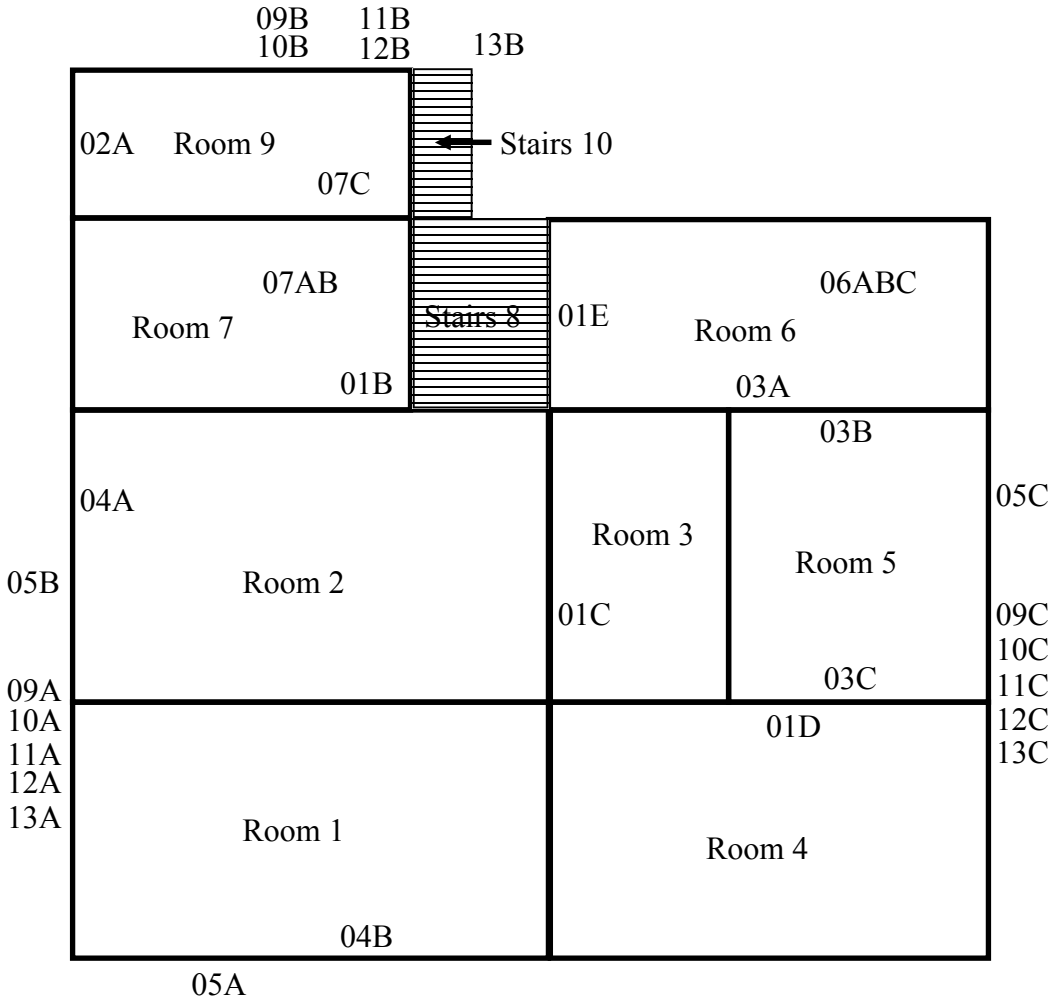 09B 11B
10B 12B 13B
02A Room 9 Stairs 10
07C
07AB 06ABC
Room 7 Stairs 8 01E Room 6
01B 03A
03B
04A 05C
Room 3
05B Room 2 Room 5
01C 09C
10C
09A 03C 11C
10A 01D 12C
11A 13C
12A
13A Room 1 Room 4
04B
05A